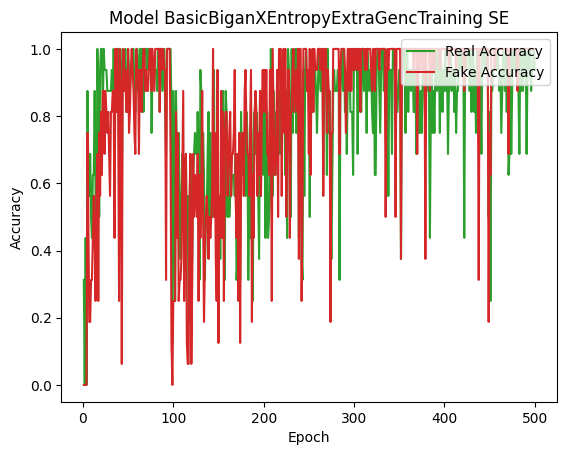 Model BasicBiganXEntropyExtraGencTraining SE
Real Accuracy
Fake Accuracy
1.0
0.8
0.6
0.4
0.2
0.0
Accuracy
0
100
200
300
400
500
Epoch